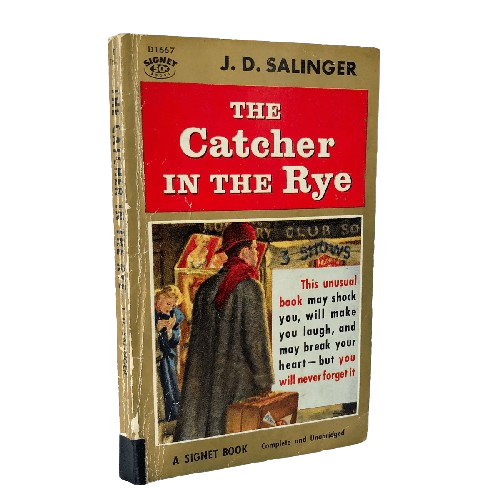 D1667
SIGNET
50¢
BOOKS
J. D. SALINGER
THE
Catcher
IN THE Rye
CLUB
3 SHOWS
This unusual
book may shock
you, will make
you laugh, and
may break your
heart—but you
will never forget it
A SIGNET BOOK Complete and Unabridged
THE CATCHER IN THE RYE